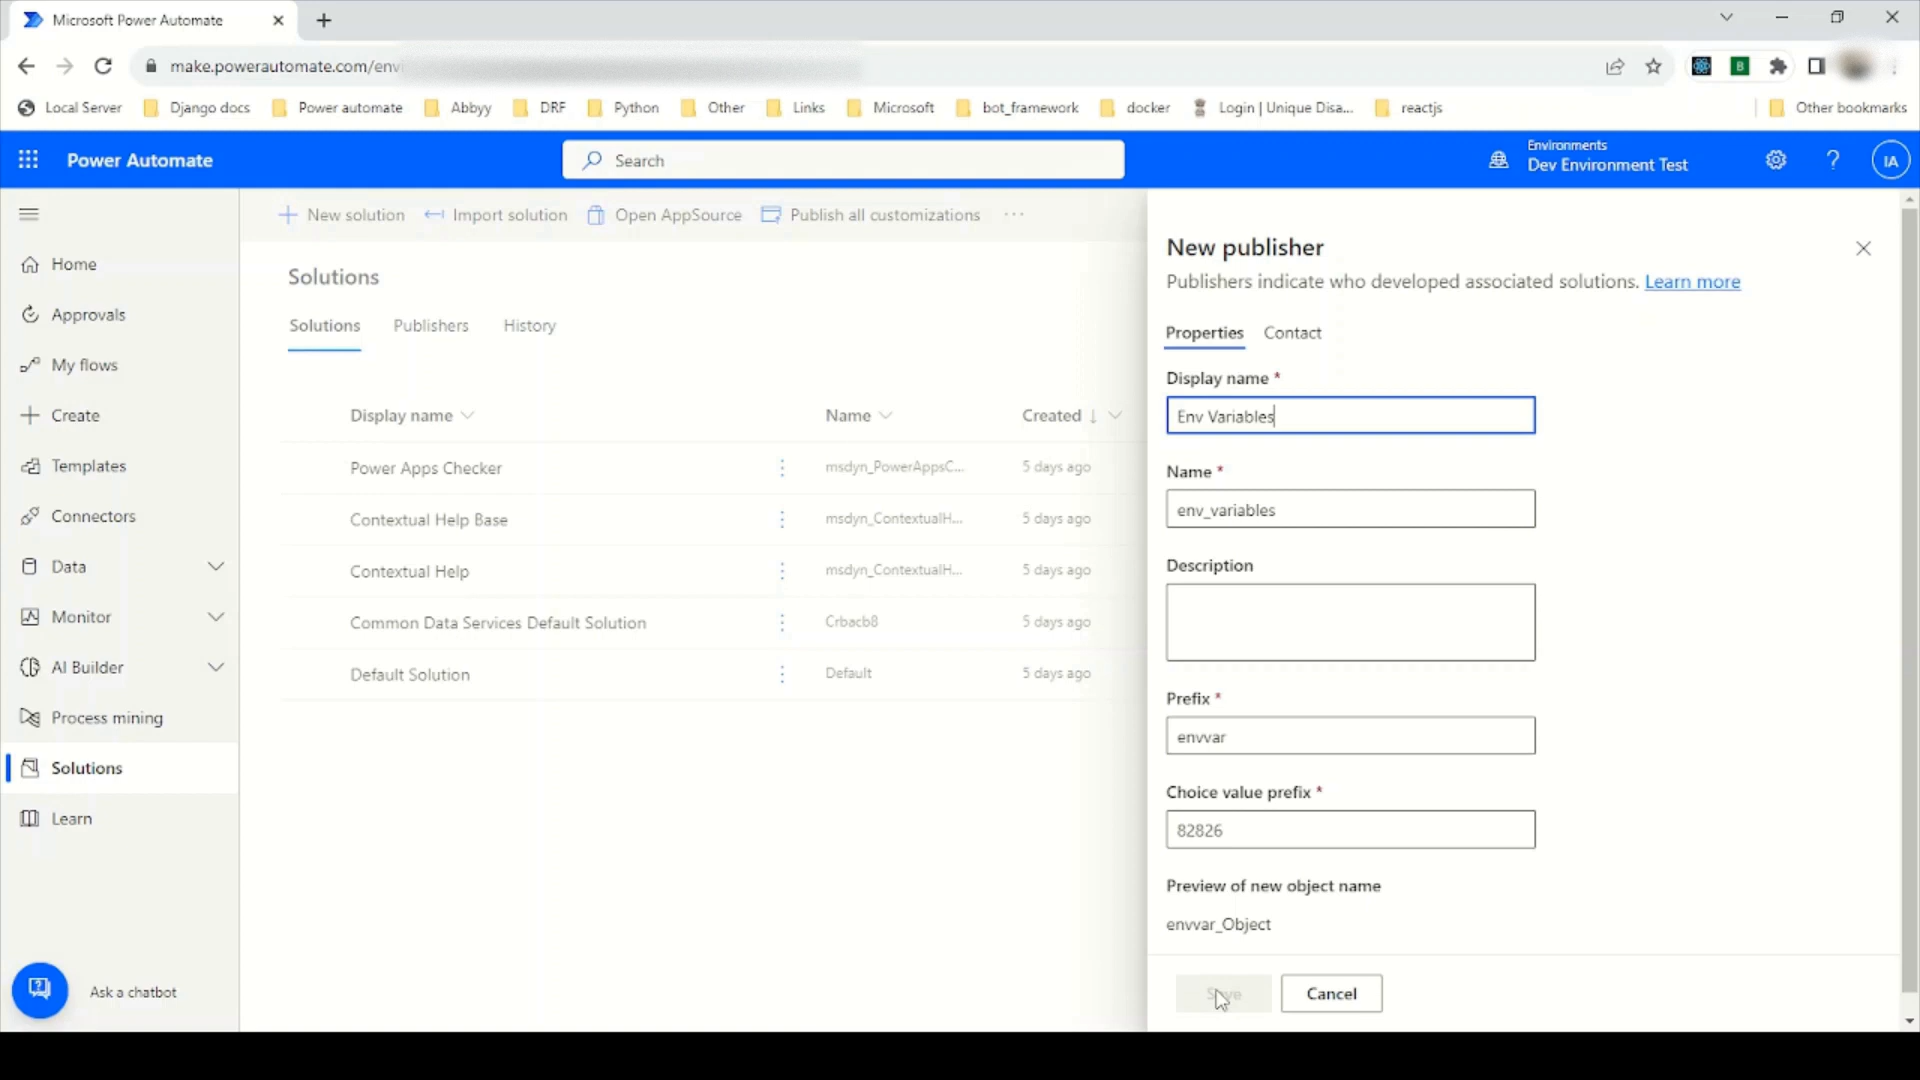 Microsoft Power Automate
make.powerautomate.com/env
Local Server
Django docs
Power automate
Abbyy
DRF
Python
Other
Links
Microsoft
bot_framework
docker
Login | Unique Disa...
reactjs
Other bookmarks
Power Automate
Search
Environments
Dev Environment Test
?
IA
New solution
Import solution
Open AppSource
Publish all customizations
...
Home
Approvals
My flows
Create
Templates
Connectors
Data
Monitor
AI Builder
Process mining
Solutions
Learn
Ask a chatbot
Solutions
Solutions
Publishers
History
Display name
Name
Created ↓
Power Apps Checker
msdyn_PowerAppsC...
5 days ago
Contextual Help Base
msdyn_ContextualH...
5 days ago
Contextual Help
msdyn_ContextualH...
5 days ago
Common Data Services Default Solution
Crbacb8
5 days ago
Default Solution
Default
5 days ago
New publisher
Publishers indicate who developed associated solutions. Learn more
Properties
Contact
Display name *
Env Variables
Name *
env_variables
Description
Prefix *
envvar
Choice value prefix *
82826
Preview of new object name
envvar_Object
Save
Cancel